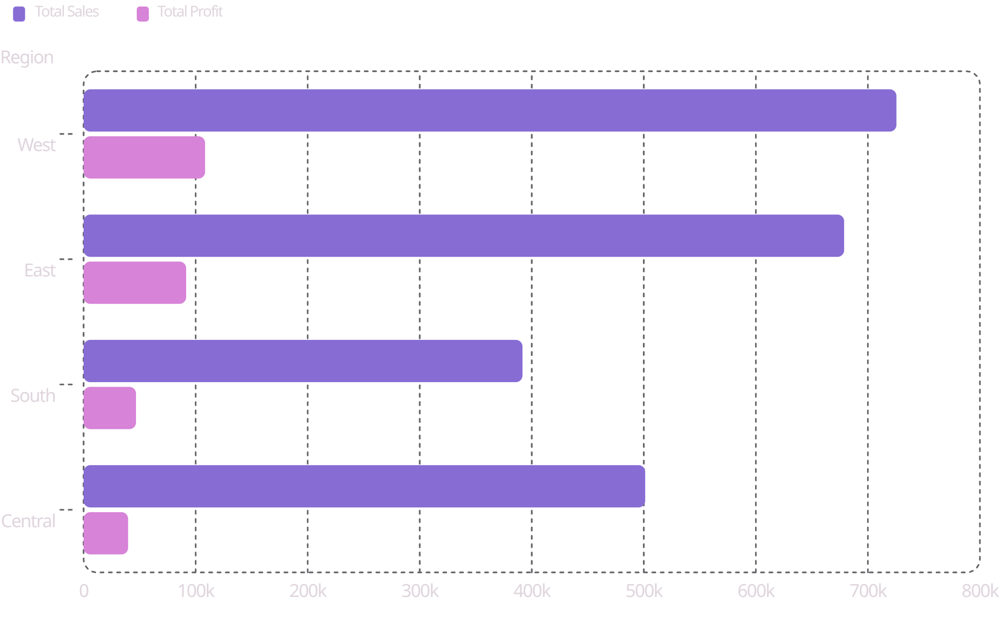 Total Sales Total Profit
Region
West
East
South
Central
0 100k 200k 300k 400k 500k 600k 700k 800k